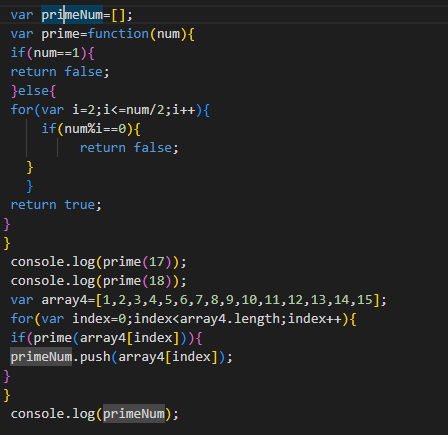 var primeNum=[];
var prime=function(num){
if(num==1){
return false;
}else{
for(var i=2;i<=num/2;i++){
    if(num%i==0){
         return false;
  }
  }
return true;
}
}
console.log(prime(17));
console.log(prime(18));
var array4=[1,2,3,4,5,6,7,8,9,10,11,12,13,14,15];
for(var index=0;index<array4.length;index++){
if(prime(array4[index])){
primeNum.push(array4[index]);
}
}
console.log(primeNum);